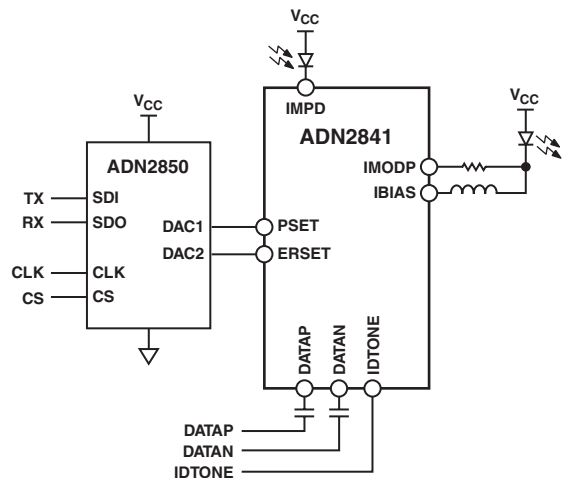 VCC
IMPD
ADN2841
VCC
VCC
ADN2850
IMODP
IBIAS
TX
SDI
RX
SDO
DAC1
PSET
DAC2
ERSET
CLK
CLK
CS
CS
DATAP
DATAN
IDTONE
DATAP
DATAN
IDTONE